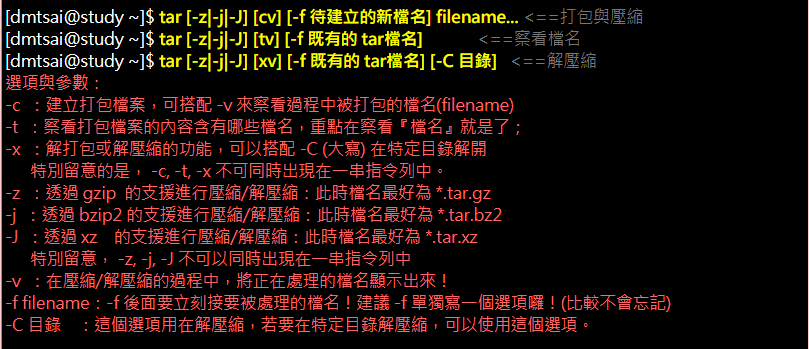 [dmtsai@study ~]$ tar [-z|-j|-J] [cv] [-f 待建立的新檔名] filename... <==打包與壓縮
[dmtsai@study ~]$ tar [-z|-j|-J] [tv] [-f 既有的 tar檔名] <==察看檔名
[dmtsai@study ~]$ tar [-z|-j|-J] [xv] [-f 既有的 tar檔名] [-C 目錄] <==解壓縮
選項與參數：
-c ：建立打包檔案，可搭配 -v 來察看過程中被打包的檔名(filename)
-t ：察看打包檔案的內容含有哪些檔名，重點在察看『檔名』就是了；
-x ：解打包或解壓縮的功能，可以搭配 -C (大寫) 在特定目錄解開
特別留意的是， -c, -t, -x 不可同時出現在一串指令列中。
-z ：透過 gzip 的支援進行壓縮/解壓縮：此時檔名最好為 *.tar.gz
-j ：透過 bzip2 的支援進行壓縮/解壓縮：此時檔名最好為 *.tar.bz2
-J ：透過 xz 的支援進行壓縮/解壓縮：此時檔名最好為 *.tar.xz
特別留意， -z, -j, -J 不可以同時出現在一串指令列中
-v ：在壓縮/解壓縮的過程中，將正在處理的檔名顯示出來！
-f filename：-f 後面要立刻接要被處理的檔名！建議 -f 單獨寫一個選項囉！(比較不會忘記)
-C 目錄 ：這個選項用在解壓縮，若要在特定目錄解壓縮，可以使用這個選項。